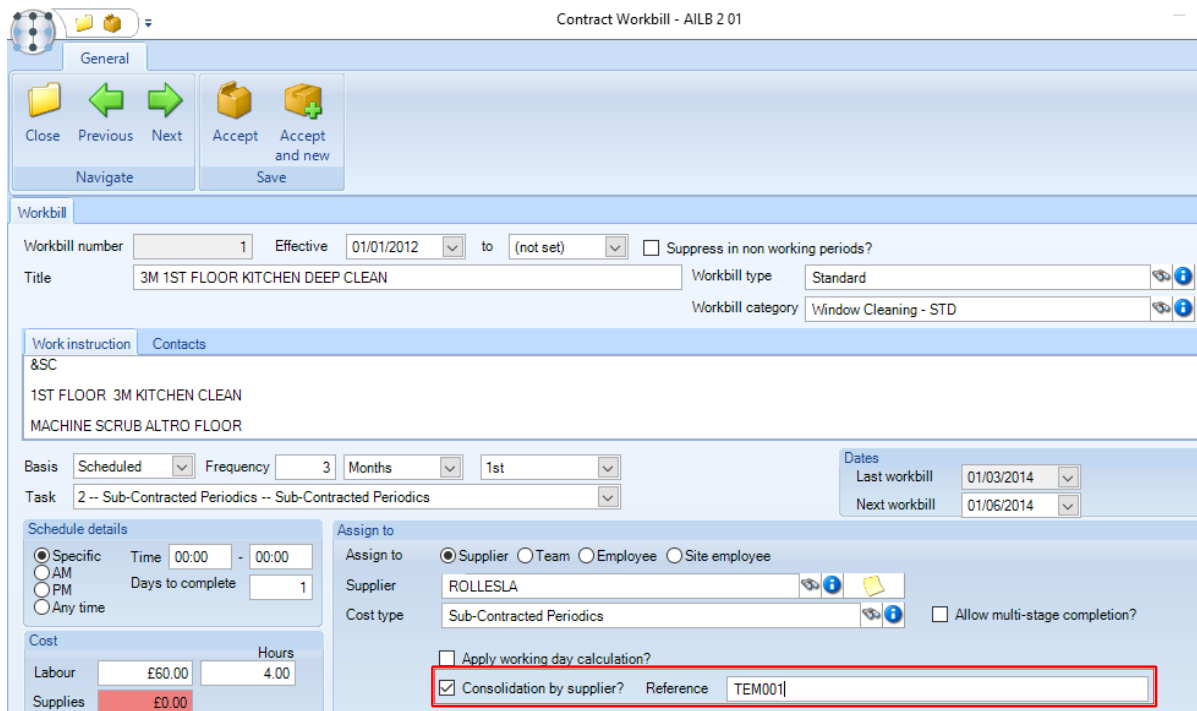 Contract Workbill - AILB 2 01
General
Close Previous Next Accept Accept and new
Navigate Save
Workbill
Workbill number 1 Effective 01/01/2012 to (not set) Suppress in non working periods?
Title 3M 1ST FLOOR KITCHEN DEEP CLEAN Workbill type Standard
Workbill category Window Cleaning - STD
Work instruction Contacts
&SC
1ST FLOOR 3M KITCHEN CLEAN
MACHINE SCRUB ALTRO FLOOR
Basis Scheduled Frequency 3 Months 1st
Task 2 -- Sub-Contracted Periodics -- Sub-Contracted Periodics
Dates
Last workbill 01/03/2014
Next workbill 01/06/2014
Schedule details
Specific Time 00:00 - 00:00
AM
PM Days to complete 1
Any time
Assign to
Assign to Supplier Team Employee Site employee
Supplier ROLLESLA
Cost type Sub-Contracted Periodics Allow multi-stage completion?
Cost
Hours
Labour £60.00 4.00
Supplies £0.00
Apply working day calculation?
Consolidation by supplier? Reference TEM001